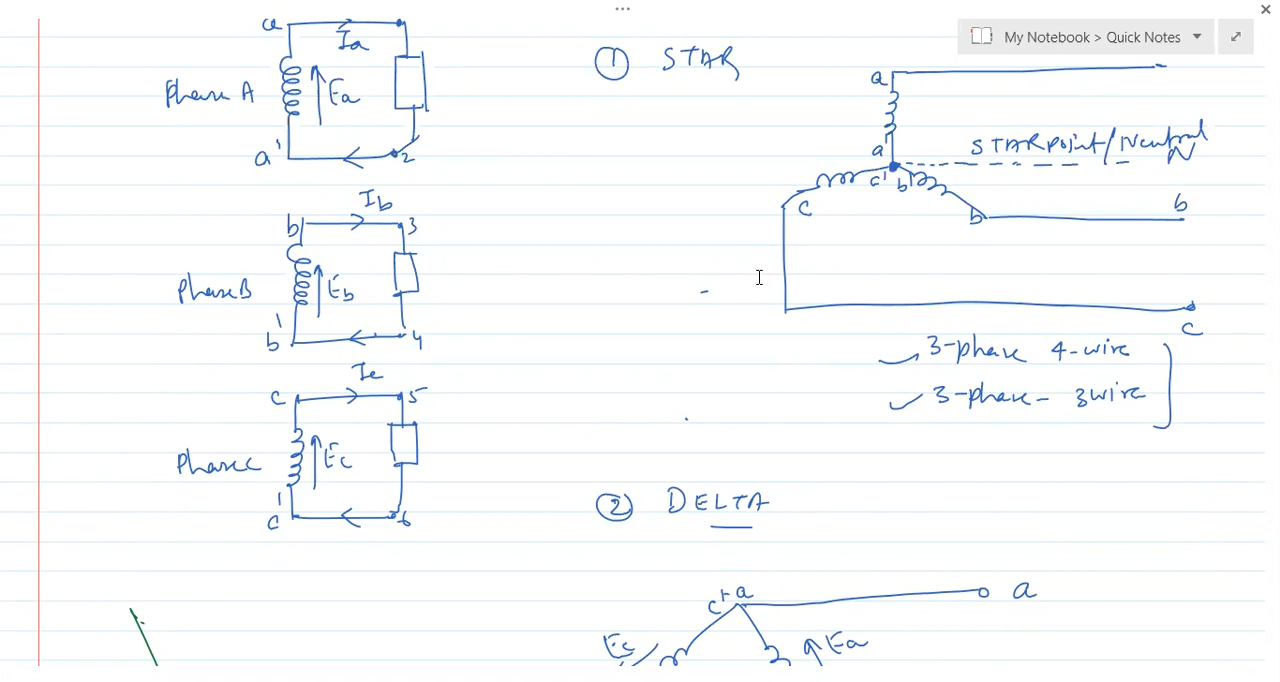 My Notebook > Quick Notes
a
Ia
Phase A
Ea
a'
2
Ib
b
3
Phase B
Eb
b'
4
Ic
c
5
Phase C
Ec
c'
6
① STAR
a
a'
STAR Point/Neutral
N
c'
b'
c
b
b
c
3-phase 4-wire
3-phase - 3wire
② DELTA
c'
a
a
Ec
Ea